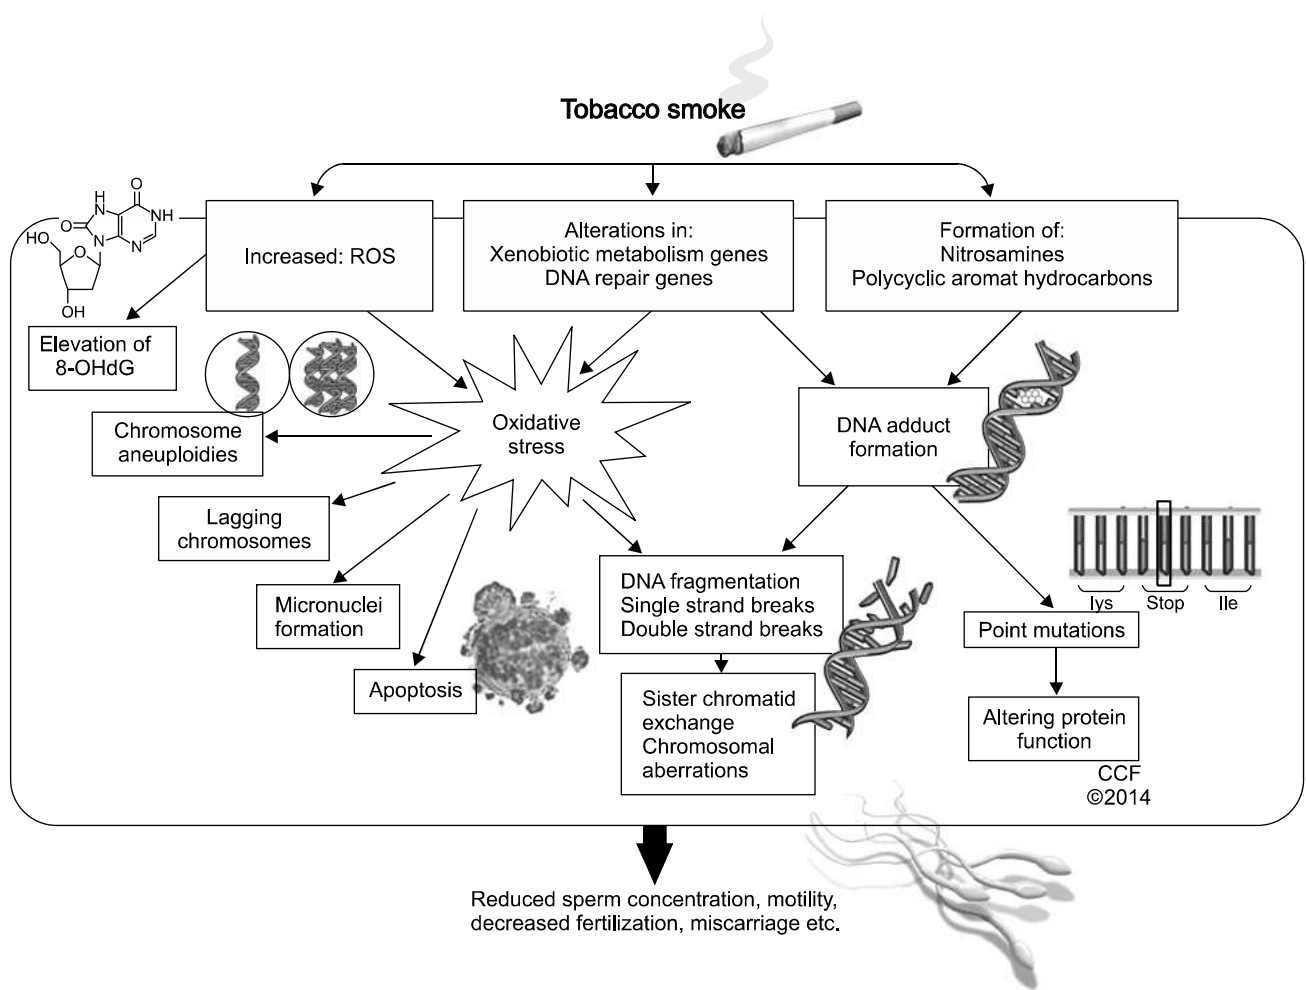 Tobacco smoke
Increased: ROS
Alterations in:
Xenobiotic metabolism genes
DNA repair genes
Formation of:
Nitrosamines
Polycyclic aromat hydrocarbons
O
H
N
NH
O
N
N
HO
O
OH
Elevation of
8-OHdG
Chromosome
aneuploidies
Oxidative
stress
DNA adduct
formation
Lagging
chromosomes
Micronuclei
formation
Apoptosis
DNA fragmentation
Single strand breaks
Double strand breaks
Sister chromatid
exchange
Chromosomal
aberrations
lys Stop Ile
Point mutations
Altering protein
function
CCF
©2014
Reduced sperm concentration, motility,
decreased fertilization, miscarriage etc.